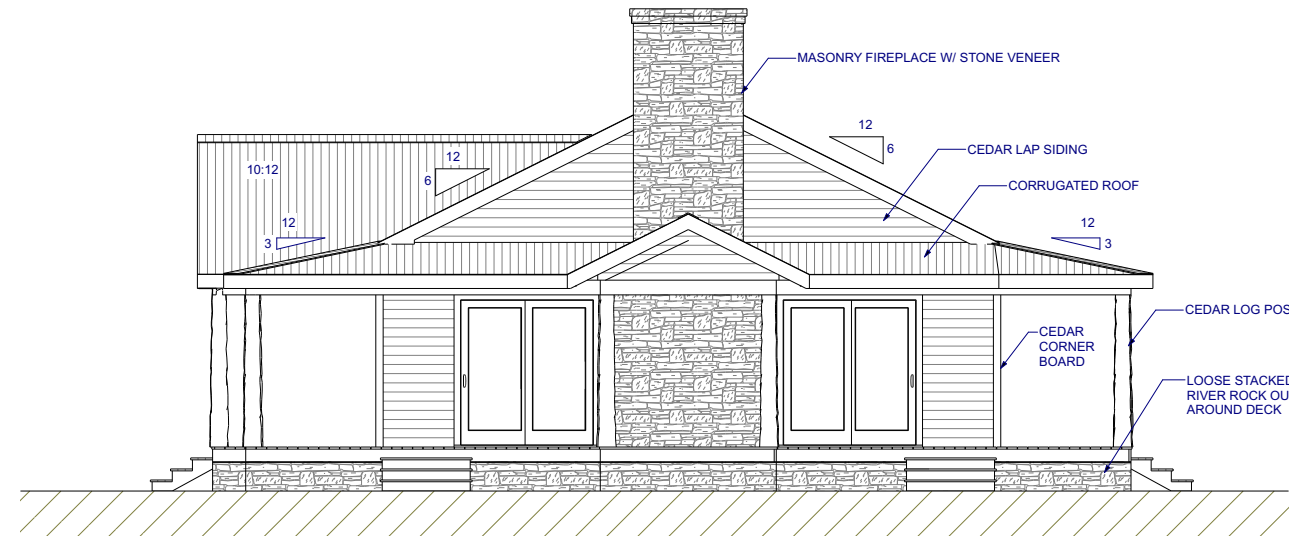 MASONRY FIREPLACE W/ STONE VENEER
12
6
CEDAR LAP SIDING
12
6
10:12
CORRUGATED ROOF
12
3
12
3
CEDAR LOG POS
CEDAR
CORNER
BOARD
LOOSE STACKED
RIVER ROCK OU
AROUND DECK